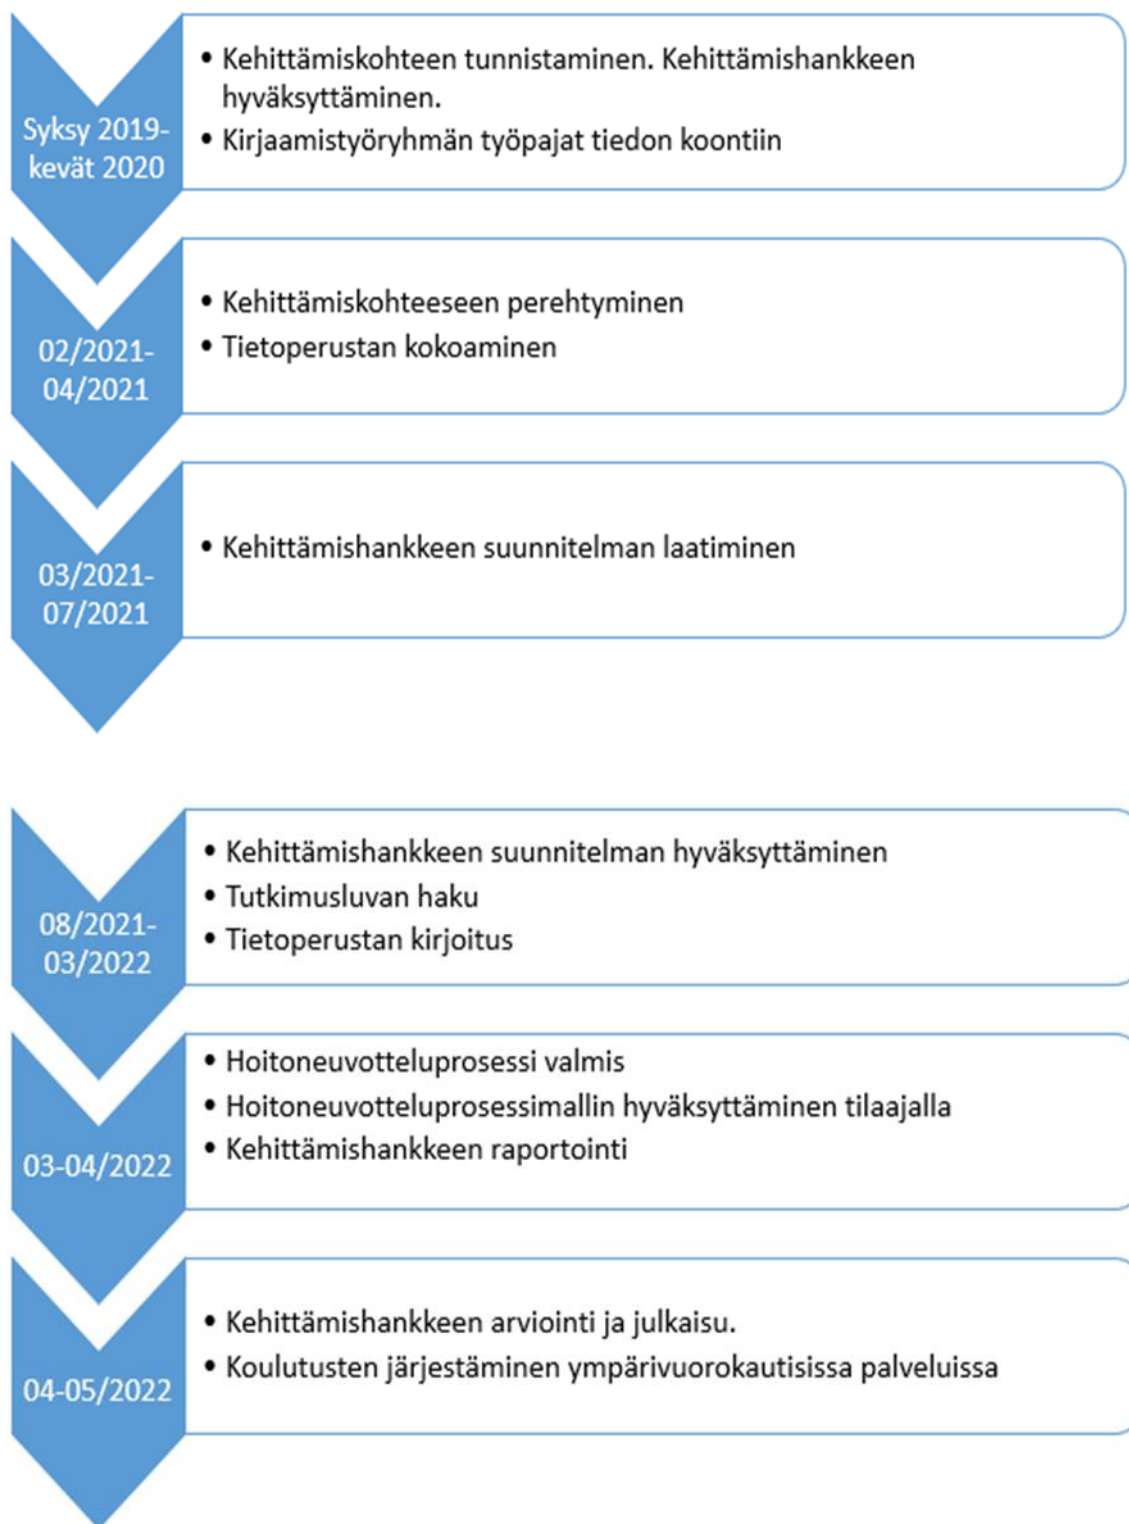 Syksy 2019-
kevät 2020
• Kehittämiskohteen tunnistaminen. Kehittämishankkeen
hyväksyttäminen.
• Kirjaamistyöryhmän työpajat tiedon koontiin
02/2021-
04/2021
• Kehittämiskohteeseen perehtyminen
• Tietoperustan kokoaminen
03/2021-
07/2021
• Kehittämishankkeen suunnitelman laatiminen
08/2021-
03/2022
• Kehittämishankkeen suunnitelman hyväksyttäminen
• Tutkimusluvan haku
• Tietoperustan kirjoitus
03-04/2022
• Hoitoneuvotteluprosessi valmis
• Hoitoneuvotteluprosessimallin hyväksyttäminen tilaajalla
• Kehittämishankkeen raportointi
04-05/2022
• Kehittämishankkeen arviointi ja julkaisu.
• Koulutusten järjestäminen ympärivuorokautisissa palveluissa